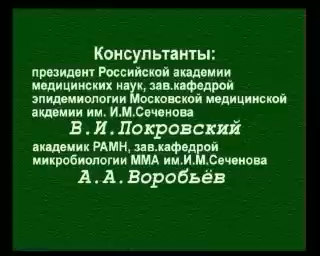 Консультанты:
президент Российской академии
медицинских наук, зав.кафедрой
эпидемиологии Московской медицинской
акдемии им. И.М.Сеченова
В.И.Покровский
академик РАМН, зав.кафедрой
микробиологии ММА им.И.М.Сеченова
А.А.Воробьёв